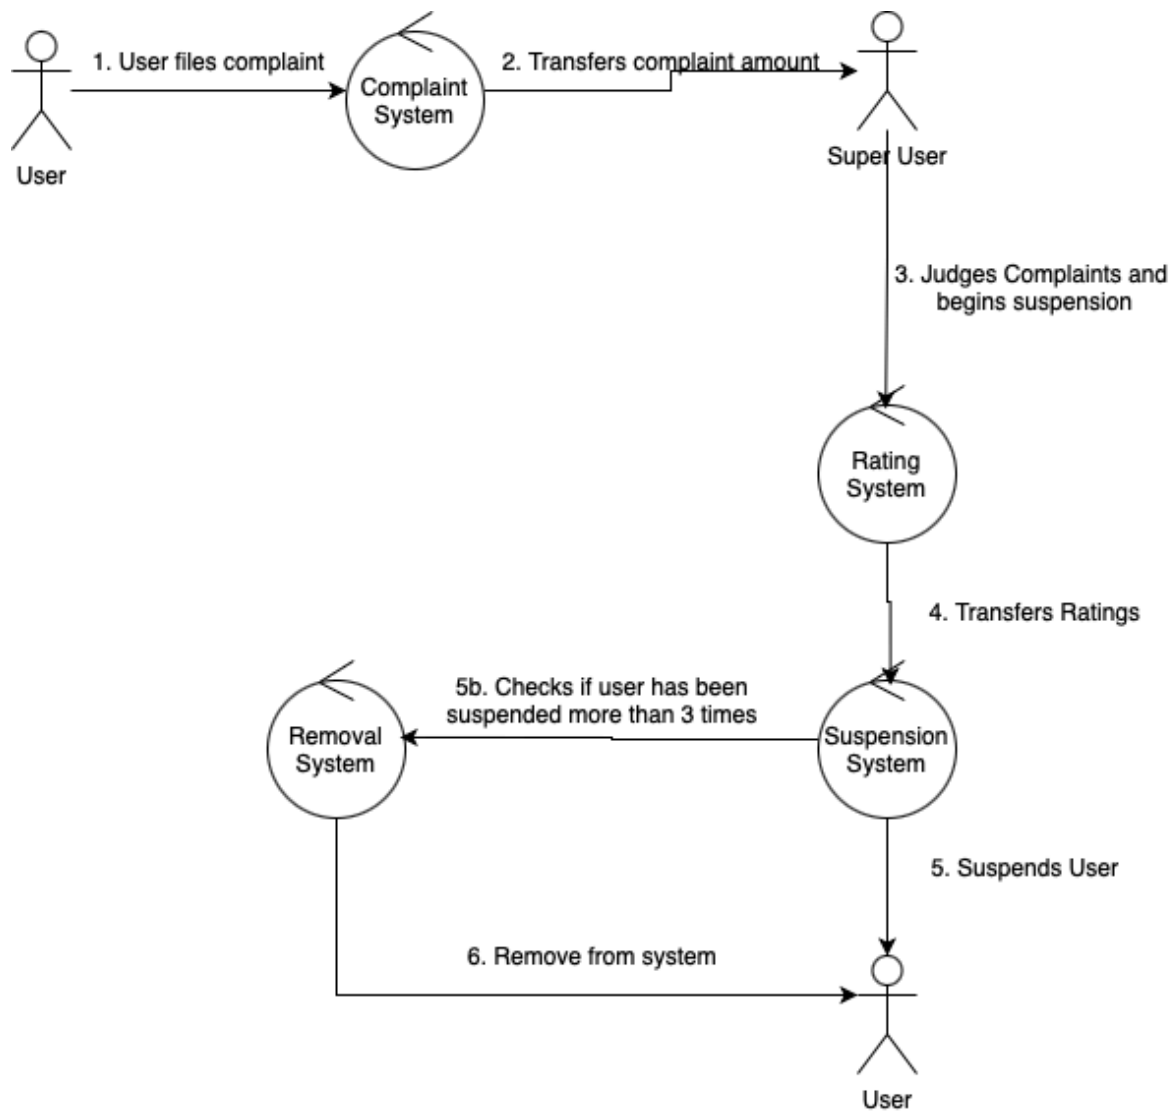 1. User files complaint
2. Transfers complaint amount
Complaint
System
User
Super User
3. Judges Complaints and
begins suspension
Rating
System
4. Transfers Ratings
5b. Checks if user has been
suspended more than 3 times
Removal
System
Suspension
System
5. Suspends User
6. Remove from system
User